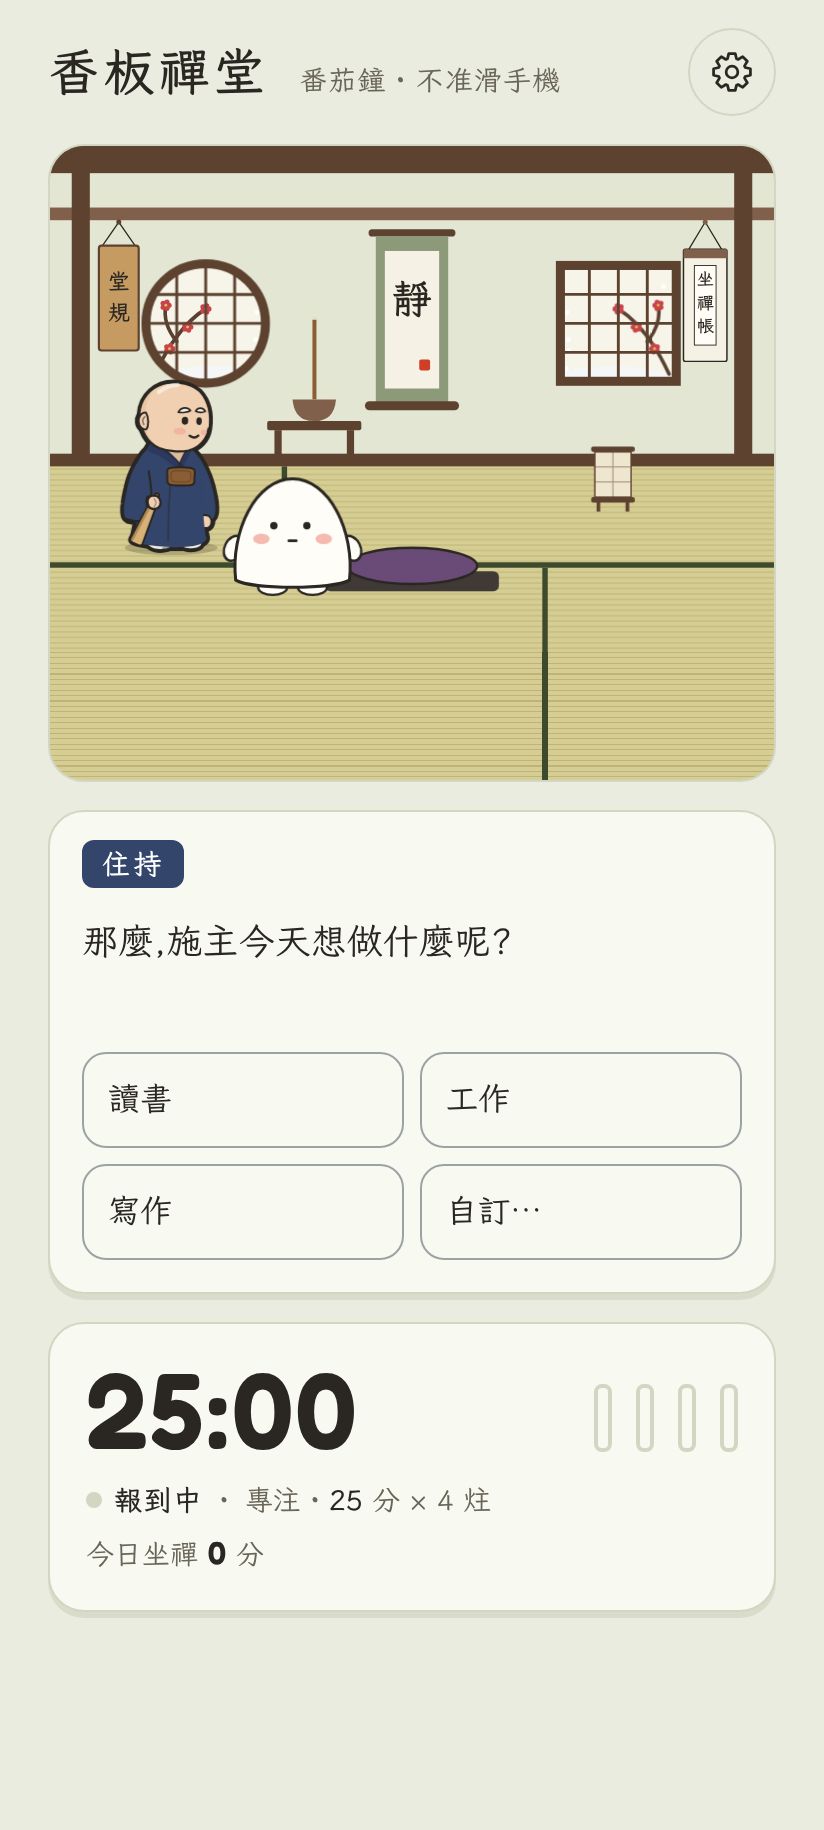 香板禪堂 番茄鐘・不准滑手機
堂規
靜
坐禪帳
住持
那麼,施主今天想做什麼呢?
讀書
工作
寫作
自訂…
25:00
報到中 · 專注・25 分 × 4 炷
今日坐禪 0 分